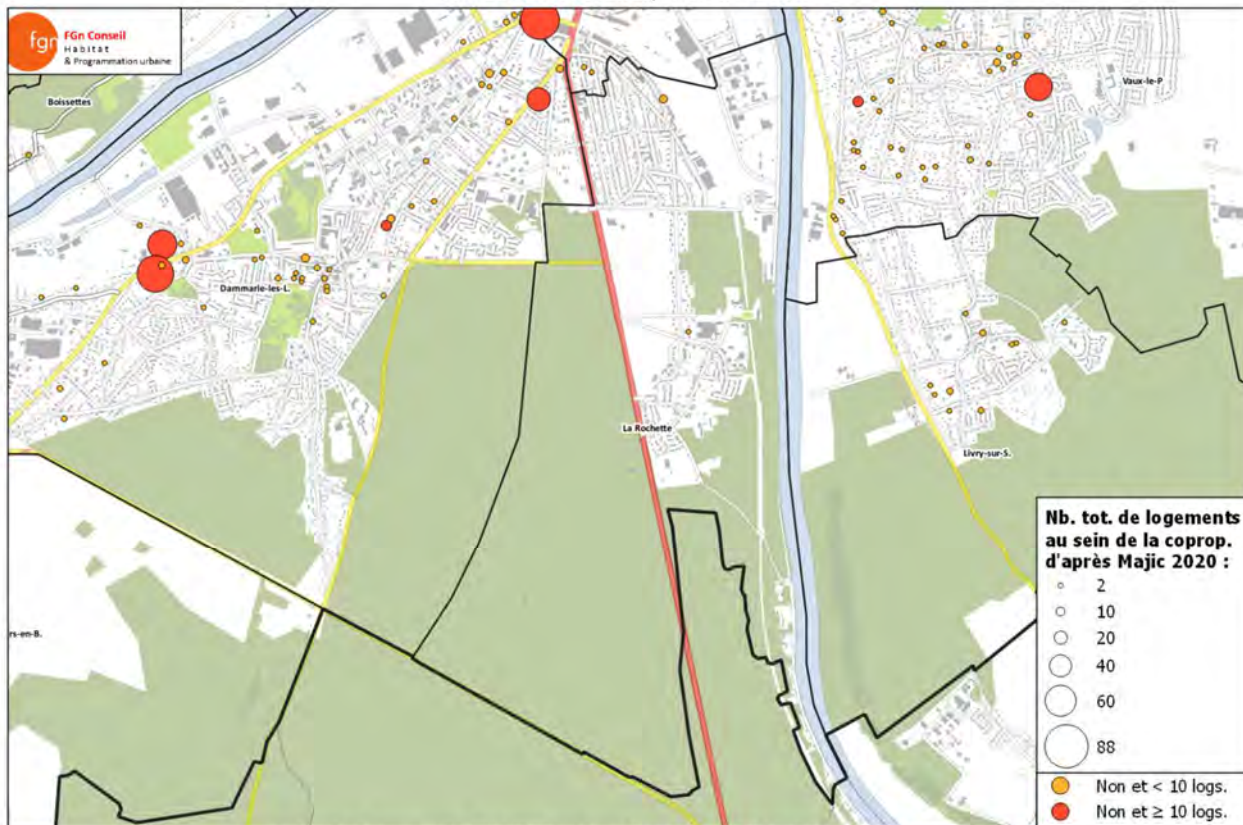 fgn
FGn Conseil
Habitat
& Programmation urbaine
Boissettes
Vaux-le-P
Dammarie-les-L.
La Rochette
Livry-sur-S.
rs-en-B.
Nb. tot. de logements
au sein de la coprop.
d'après Majic 2020 :
2
10
20
40
60
88
Non et < 10 logs.
Non et ≥ 10 logs.